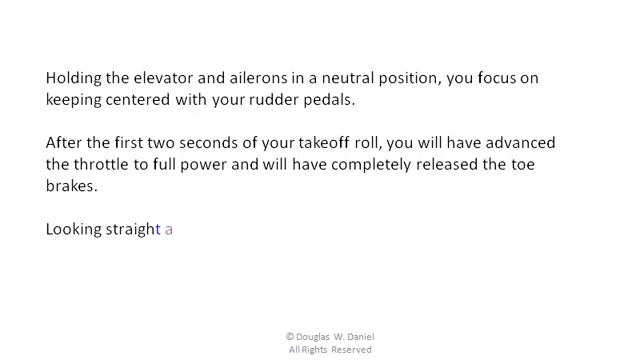 Holding the elevator and ailerons in a neutral position, you focus on
keeping centered with your rudder pedals.
After the first two seconds of your takeoff roll, you will have advanced
the throttle to full power and will have completely released the toe
brakes.
Looking straight a
© Douglas W. Daniel
All Rights Reserved